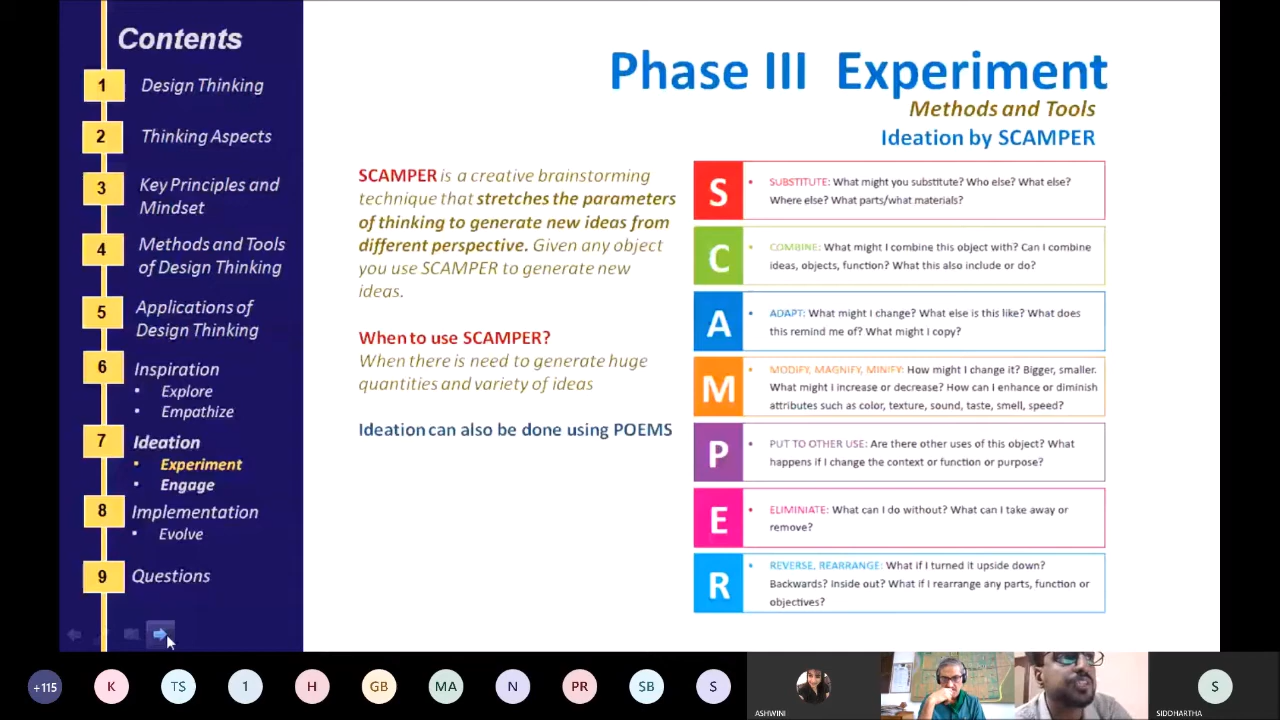 Contents
1 Design Thinking
2 Thinking Aspects
3 Key Principles and
Mindset
4 Methods and Tools
of Design Thinking
5 Applications of
Design Thinking
6 Inspiration
• Explore
• Empathize
7 Ideation
• Experiment
• Engage
8 Implementation
• Evolve
9 Questions
Phase III Experiment
Methods and Tools
Ideation by SCAMPER
SCAMPER is a creative brainstorming
technique that stretches the parameters
of thinking to generate new ideas from
different perspective. Given any object
you use SCAMPER to generate new
ideas.
When to use SCAMPER?
When there is need to generate huge
quantities and variety of ideas
Ideation can also be done using POEMS
S
• SUBSTITUTE: What might you substitute? Who else? What else?
Where else? What parts/what materials?
C
• COMBINE: What might I combine this object with? Can I combine
ideas, objects, function? What this also include or do?
A
• ADAPT: What might I change? What else is this like? What does
this remind me of? What might I copy?
M
• MODIFY, MAGNIFY, MINIFY: How might I change it? Bigger, smaller.
What might I increase or decrease? How can I enhance or diminish
attributes such as color, texture, sound, taste, smell, speed?
P
• PUT TO OTHER USE: Are there other uses of this object? What
happens if I change the context or function or purpose?
E
• ELIMINIATE: What can I do without? What can I take away or
remove?
R
• REVERSE, REARRANGE: What if I turned it upside down?
Backwards? Inside out? What if I rearrange any parts, function or
objectives?
+115 K TS 1 H GB MA N PR SB S S
ASHWINI SIDDHARTHA